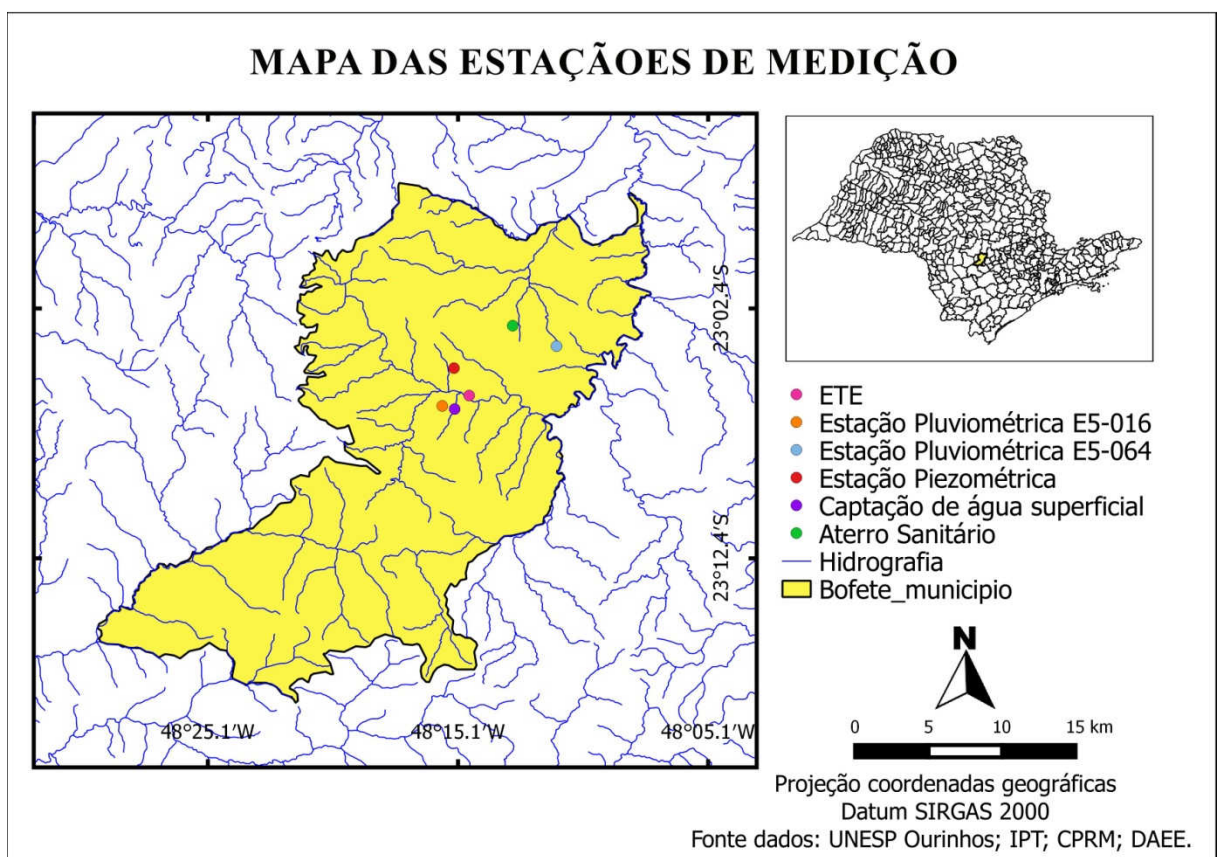 MAPA DAS ESTAÇÃOES DE MEDIÇÃO
23°02.4'S
23°12.4'S
48°25.1'W
48°15.1'W
48°05.1'W
ETE
Estação Pluviométrica E5-016
Estação Pluviométrica E5-064
Estação Piezométrica
Captação de água superficial
Aterro Sanitário
Hidrografia
Bofete_municipio
N
0 5 10 15 km
Projeção coordenadas geográficas
Datum SIRGAS 2000
Fonte dados: UNESP Ourinhos; IPT; CPRM; DAEE.